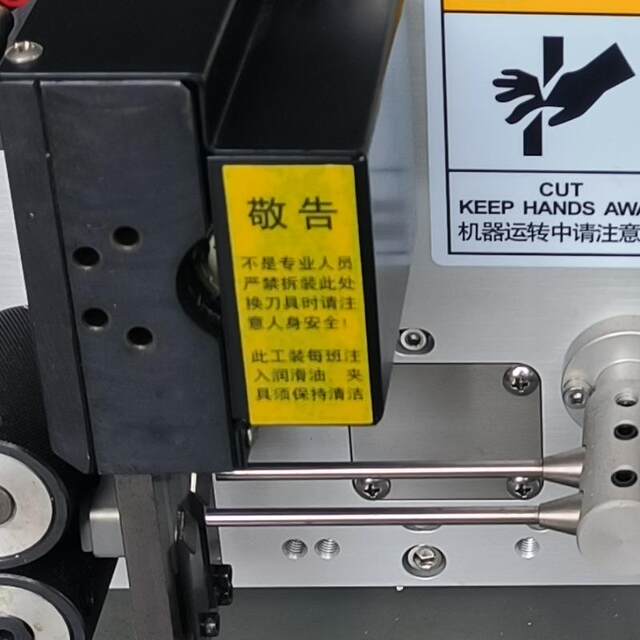 敬告
不是专业人员
严禁拆装此处
换刀具时请注
意人身安全!
此工装每班注
入润滑油、夹
具须保持清洁
CUT
KEEP HANDS AWA
机器运转中请注意